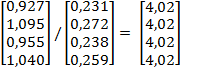 [0,927] / [0,231] = [4,02]
[1,095] / [0,272] = [4,02]
[0,955] / [0,238] = [4,02]
[1,040] / [0,259] = [4,02]